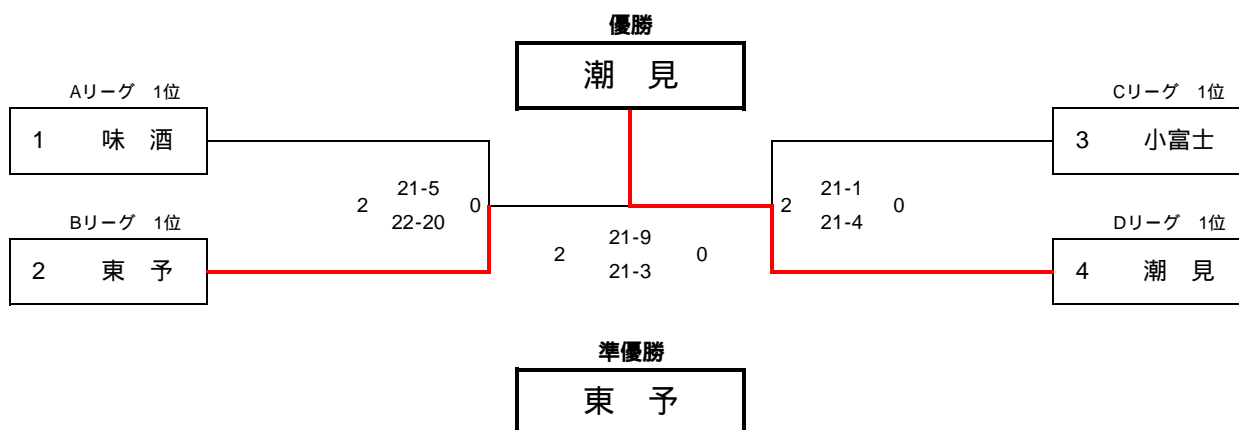 優勝
潮 見
Aリーグ 1位
1 味 酒
Cリーグ 1位
3 小富士
2 21-5 0
22-20
2 21-1 0
21-4
Bリーグ 1位
2 東 予
2 21-9 0
21-3
Dリーグ 1位
4 潮 見
準優勝
東 予